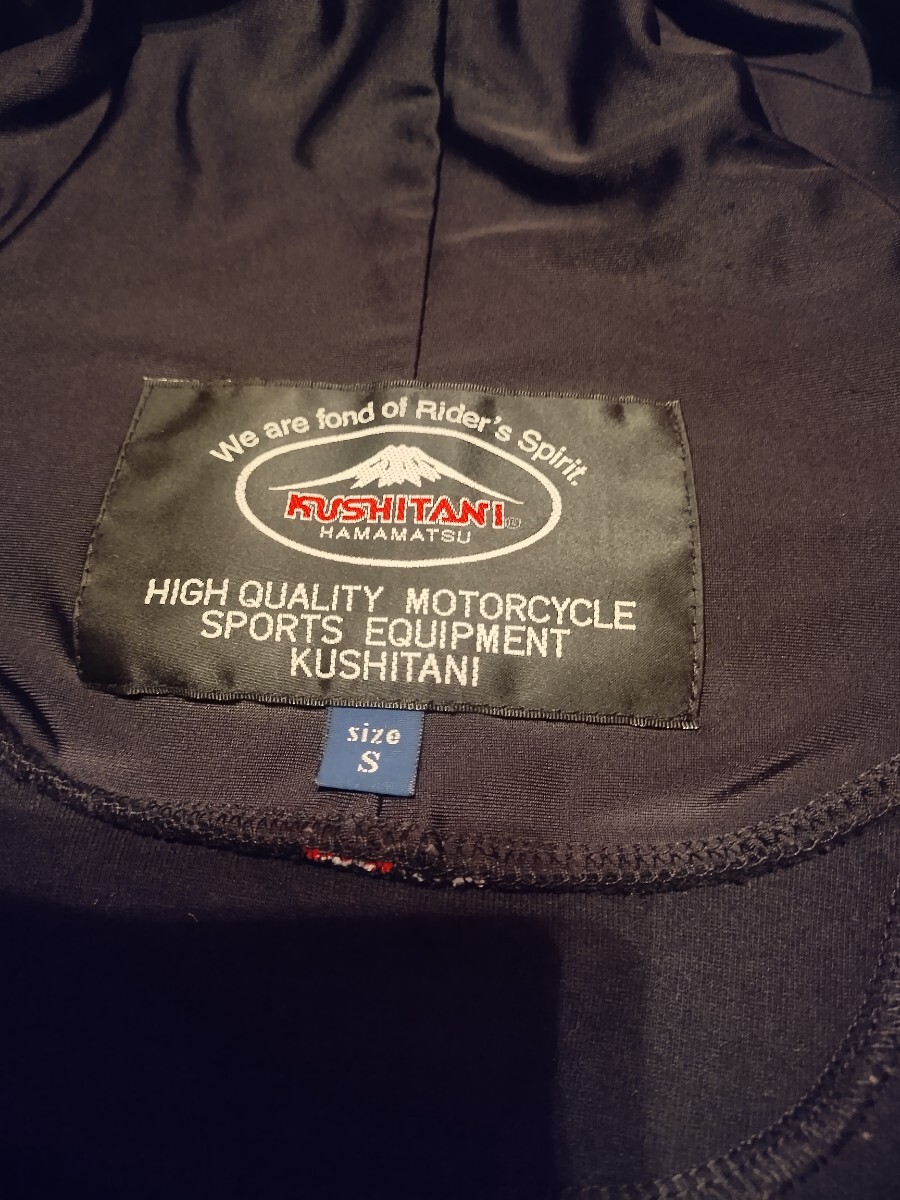 We are fond of Rider's Spirit.
KUSHITANI®
HAMAMATSU
HIGH QUALITY MOTORCYCLE
SPORTS EQUIPMENT
KUSHITANI
size
S